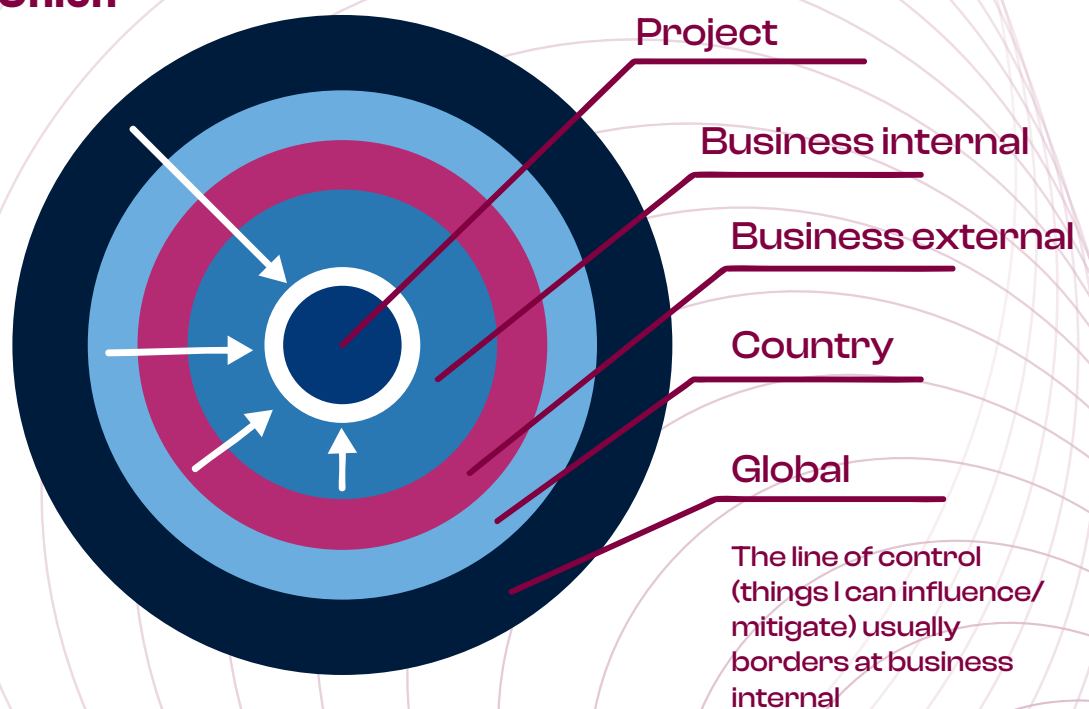 Project
Business internal
Business external
Country
Global
The line of control
(things I can influence/
mitigate) usually
borders at business
internal